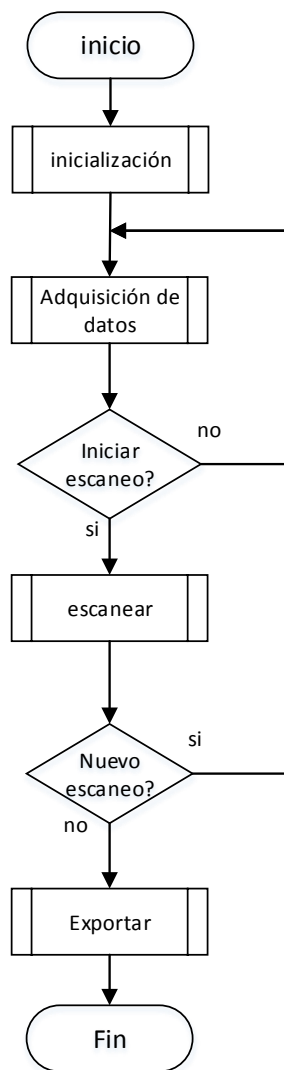 inicio
inicialización
Adquisición de
datos
Iniciar
escaneo?
no
si
escanear
Nuevo
escaneo?
si
no
Exportar
Fin